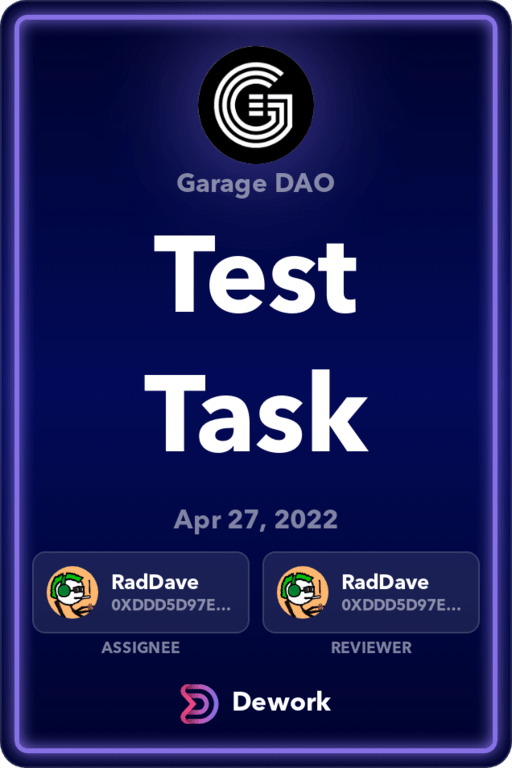 Garage DAO
Test
Task
Apr 27, 2022
RadDave
0XDDD5D97E...
ASSIGNEE
RadDave
0XDDD5D97E...
REVIEWER
Dework